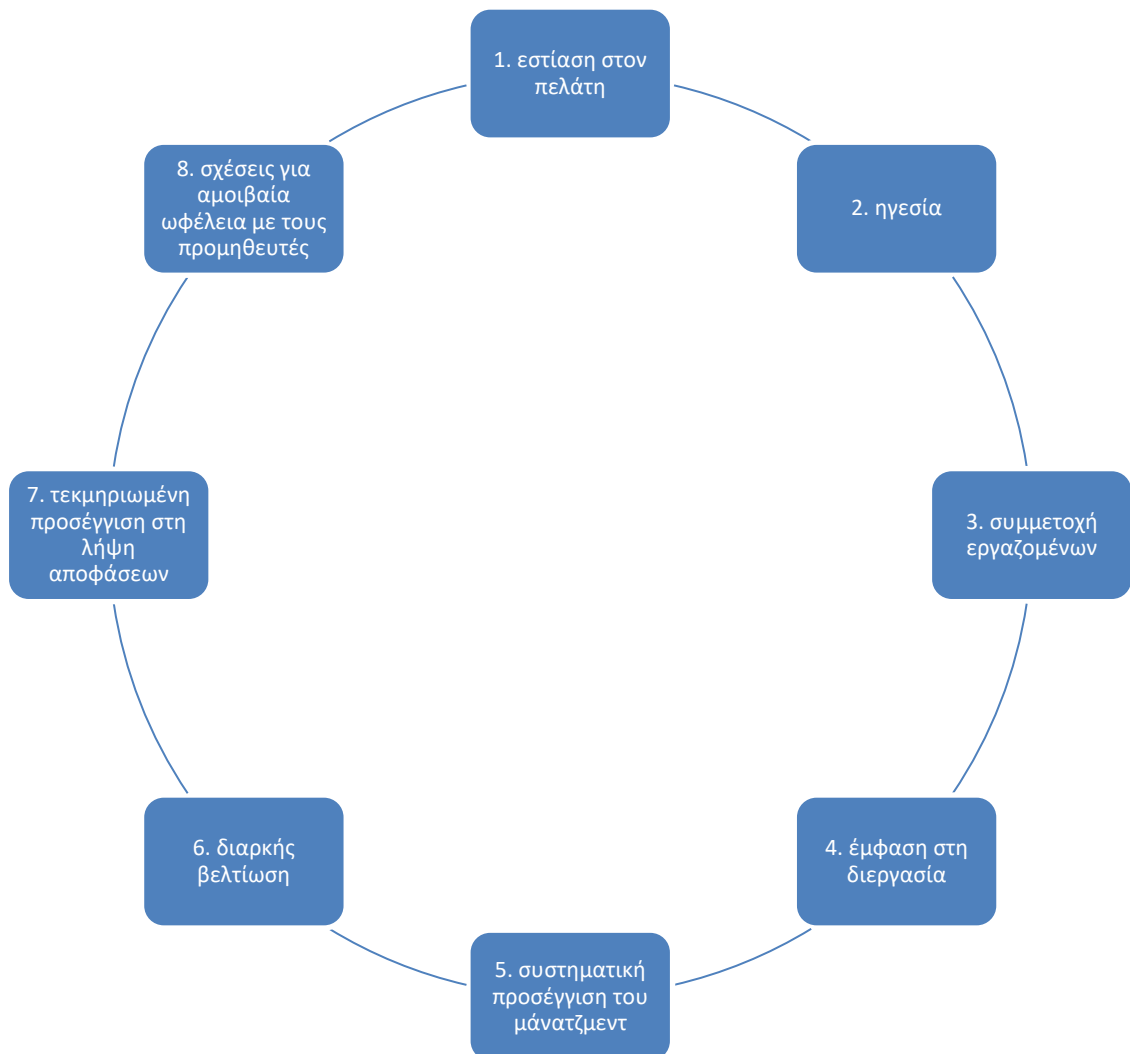 1. εστίαση στον
πελάτη
2. ηγεσία
3. συμμετοχή
εργαζομένων
4. έμφαση στη
διεργασία
5. συστηματική
προσέγγιση του
μάνατζμεντ
6. διαρκής
βελτίωση
7. τεκμηριωμένη
προσέγγιση στη
λήψη
αποφάσεων
8. σχέσεις για
αμοιβαία
ωφέλεια με τους
προμηθευτές